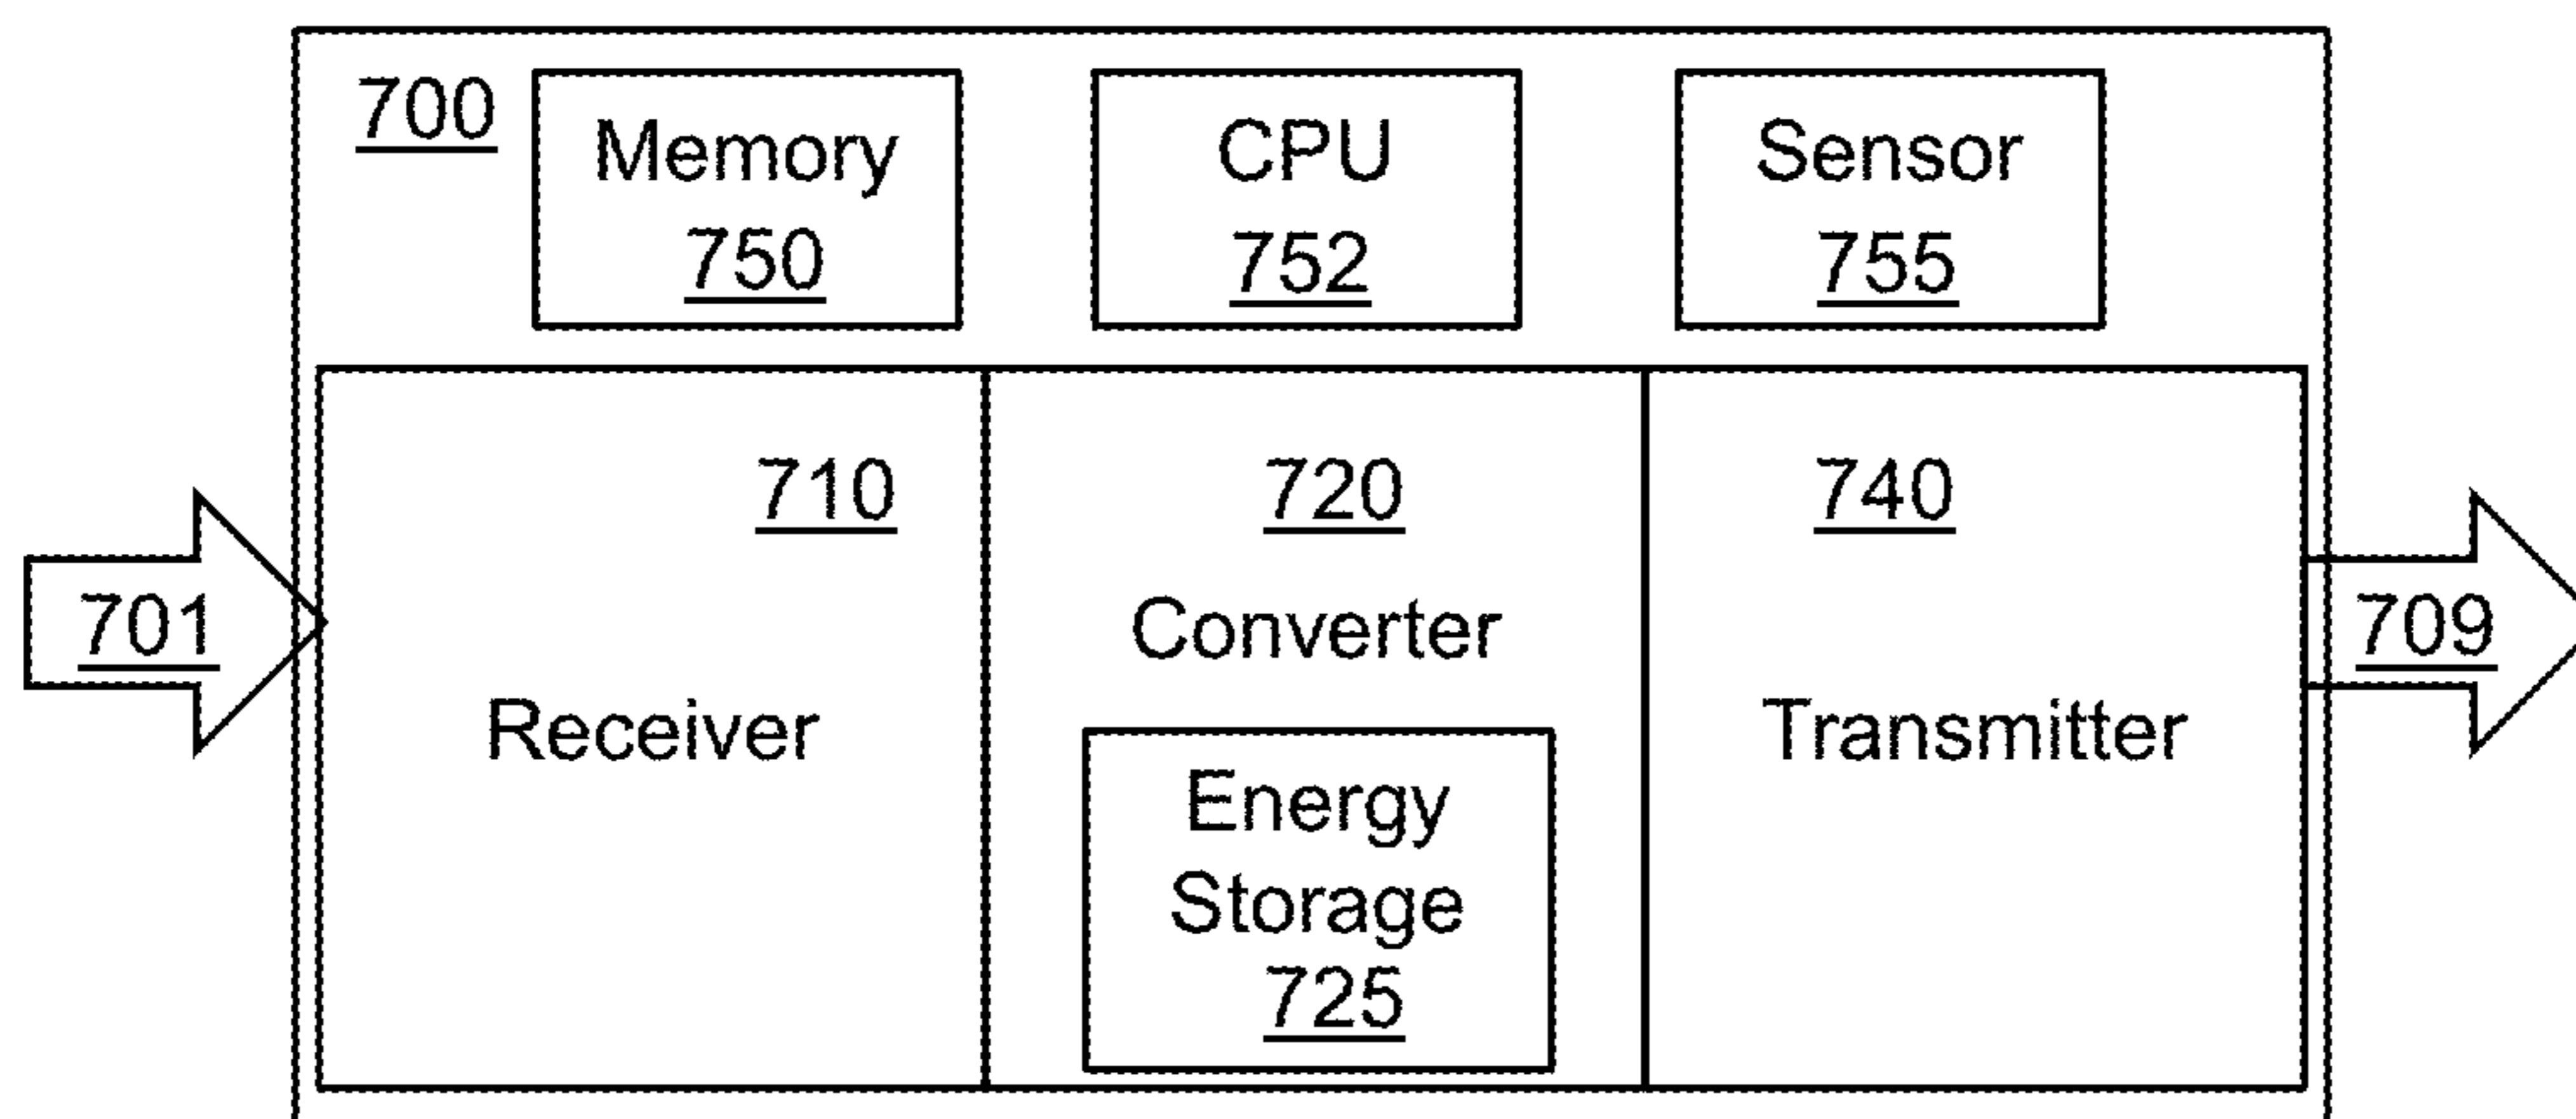 700
Memory
750
CPU
752
Sensor
755
701
710
Receiver
720
Converter
Energy
Storage
725
740
Transmitter
709